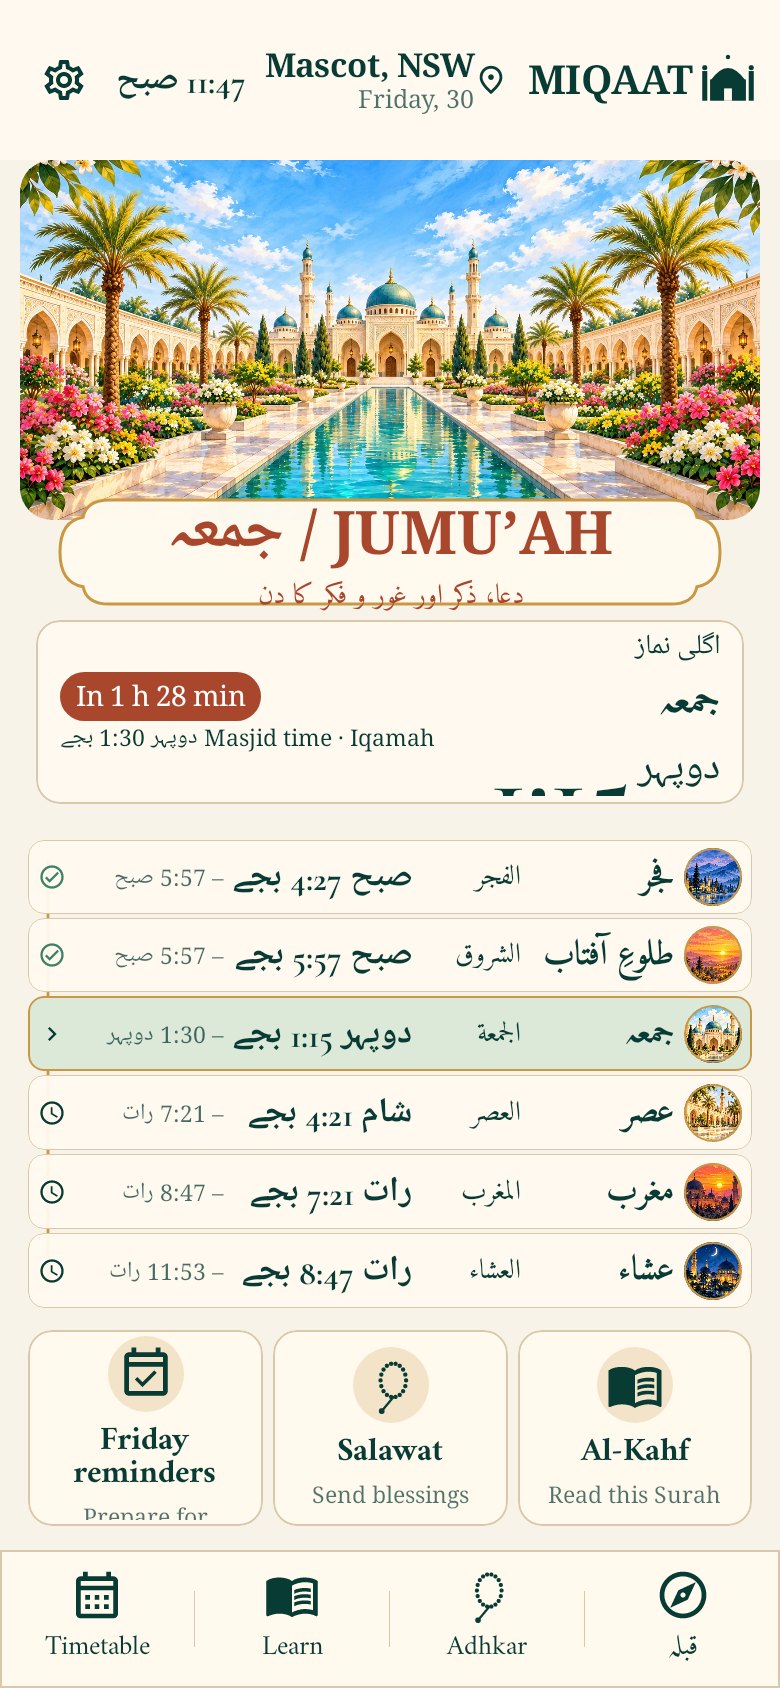 MIQAAT
Mascot, NSW
Friday, 30
11:47 صبح
جمعہ / JUMU’AH
دعا، ذکر اور غور و فکر کا دن
اگلی نماز
جمعہ
دوپہر
In 1 h 28 min
Masjid time · Iqamah دوپہر 1:30 بجے
فجر الفجر صبح 4:27 بجے – 5:57 صبح
طلوعِ آفتاب الشروق صبح 5:57 بجے – 5:57 صبح
جمعہ الجمعة دوپہر 1:15 بجے – 1:30 دوپہر
عصر العصر شام 4:21 بجے – 7:21 رات
مغرب المغرب رات 7:21 بجے – 8:47 رات
عشاء العشاء رات 8:47 بجے – 11:53 رات
Al-Kahf
Read this Surah
Salawat
Send blessings
Friday
reminders
Prepare for
قبلہ
Adhkar
Learn
Timetable